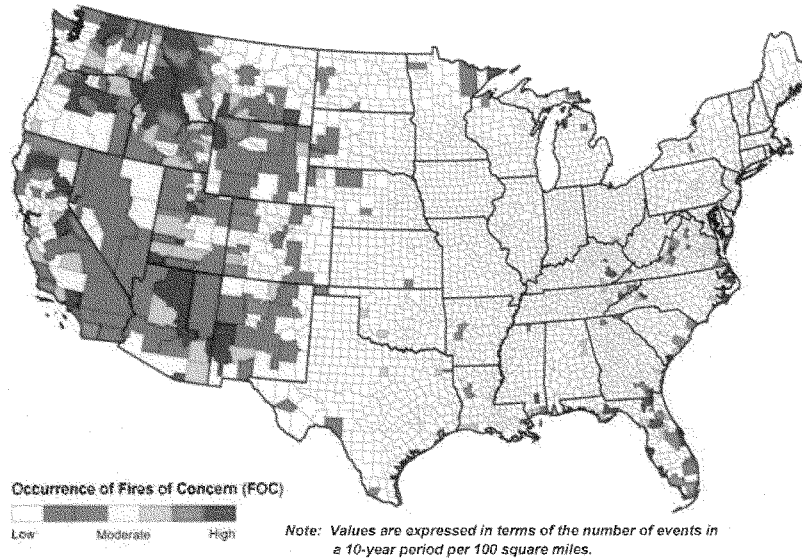 Occurrence of Fires of Concern (FOC)
Low Moderate High
Note: Values are expressed in terms of the number of events in
a 10-year period per 100 square miles.